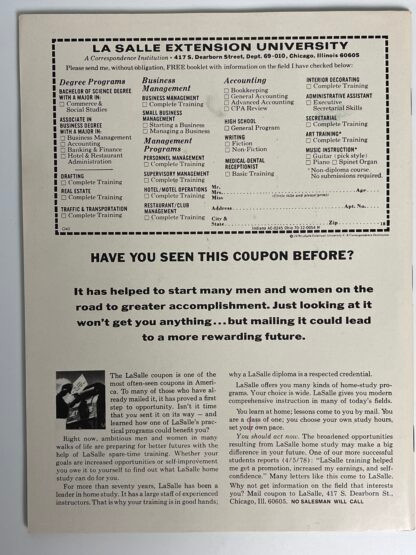 LA SALLE EXTENSION UNIVERSITY
A Correspondence Institution • 417 S. Dearborn Street, Dept. 69-010, Chicago, Illinois 60605
Please send me, without obligation, FREE booklet with information on the field I have checked below:
Degree Programs
BACHELOR OF SCIENCE DEGREE
WITH A MAJOR IN:
Commerce &
Social Studies
ASSOCIATE IN
BUSINESS DEGREE
WITH A MAJOR IN:
Business Management
Accounting
Banking & Finance
Hotel & Restaurant
Administration
DRAFTING
Complete Training
REAL ESTATE
Complete Training
TRAFFIC & TRANSPORTATION
Complete Training
Business
Management
BUSINESS MANAGEMENT
Complete Training
SMALL BUSINESS
MANAGEMENT
Starting a Business
Managing a Business
Management
Programs
PERSONNEL MANAGEMENT
Complete Training
SUPERVISORY MANAGEMENT
Complete Training
HOTEL/MOTEL OPERATIONS
Complete Training
RESTAURANT/CLUB
MANAGEMENT
Complete Training
Accounting
Bookkeeping
General Accounting
Advanced Accounting
CPA Review
HIGH SCHOOL
General Program
WRITING
Fiction
Non-Fiction
MEDICAL-DENTAL
RECEPTIONIST
Basic Training
INTERIOR DECORATING
Complete Training
ADMINISTRATIVE ASSISTANT
Executive
Secretarial Skills
SECRETARIAL
Complete Training
ART TRAINING*
Complete Training
MUSIC INSTRUCTION*
Guitar (pick style)
Piano Spinet Organ
*Non-diploma course.
No submissions required.
Mr.
Mrs. Age
Miss (Circle title and please print)
Address Apt. No.
City &
State Zip
HAVE YOU SEEN THIS COUPON BEFORE?
It has helped to start many men and women on the
road to greater accomplishment. Just looking at it
won't get you anything...but mailing it could lead
to a more rewarding future.
The LaSalle coupon is one of the
most often-seen coupons in Ameri-
ca. To many of those who have al-
ready mailed it, it has proved a first
step to opportunity. Isn't it time
that you sent it on its way – and
learned how one of LaSalle's prac-
tical programs could benefit you?
Right now, ambitious men and women in many
walks of life are preparing for better futures with the
help of LaSalle spare-time training. Whether your
goals are increased opportunities or self-improvement
you owe it to yourself to find out what LaSalle home
study can do for you.
For more than seventy years, LaSalle has been a
leader in home study. It has a large staff of experienced
instructors. That is why your training is in good hands;
why a LaSalle diploma is a respected credential.
LaSalle offers you many kinds of home-study pro-
grams. Your choice is wide. LaSalle gives you modern
comprehensive instruction in many of today's fields.
You learn at home; lessons come to you by mail. You
are a class of one; you choose your own study hours,
set your own pace.
You should act now. The broadened opportunities
resulting from LaSalle home study may make a big
difference in your future. One of our more successful
students reports (4/5/78): "LaSalle training helped
me get a promotion, increased my earnings, and self-
confidence." Many letters like this come to LaSalle.
Why not get information on the field that interests
you? Mail coupon to LaSalle, 417 S. Dearborn St.,
Chicago, Ill. 60605. NO SALESMAN WILL CALL